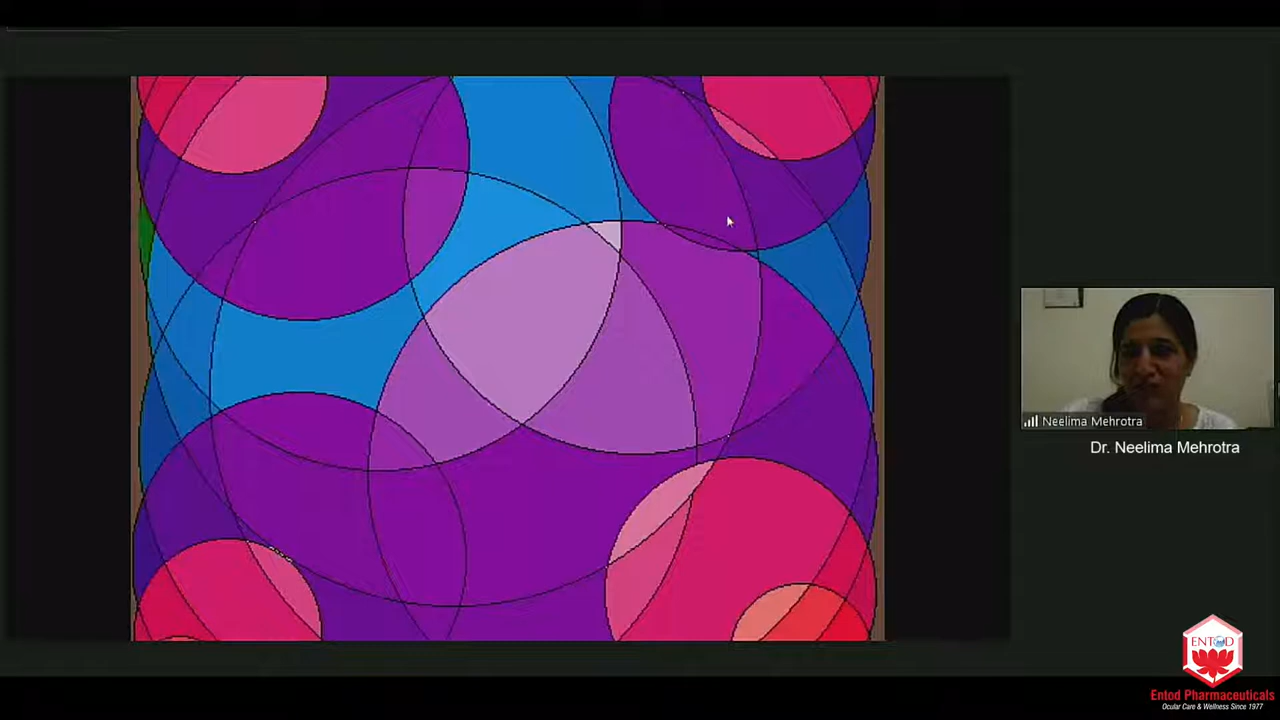 Neelima Mehrotra
Dr. Neelima Mehrotra
ENTOD
Entod Pharmaceuticals
Ocular Care & Wellness Since 1977